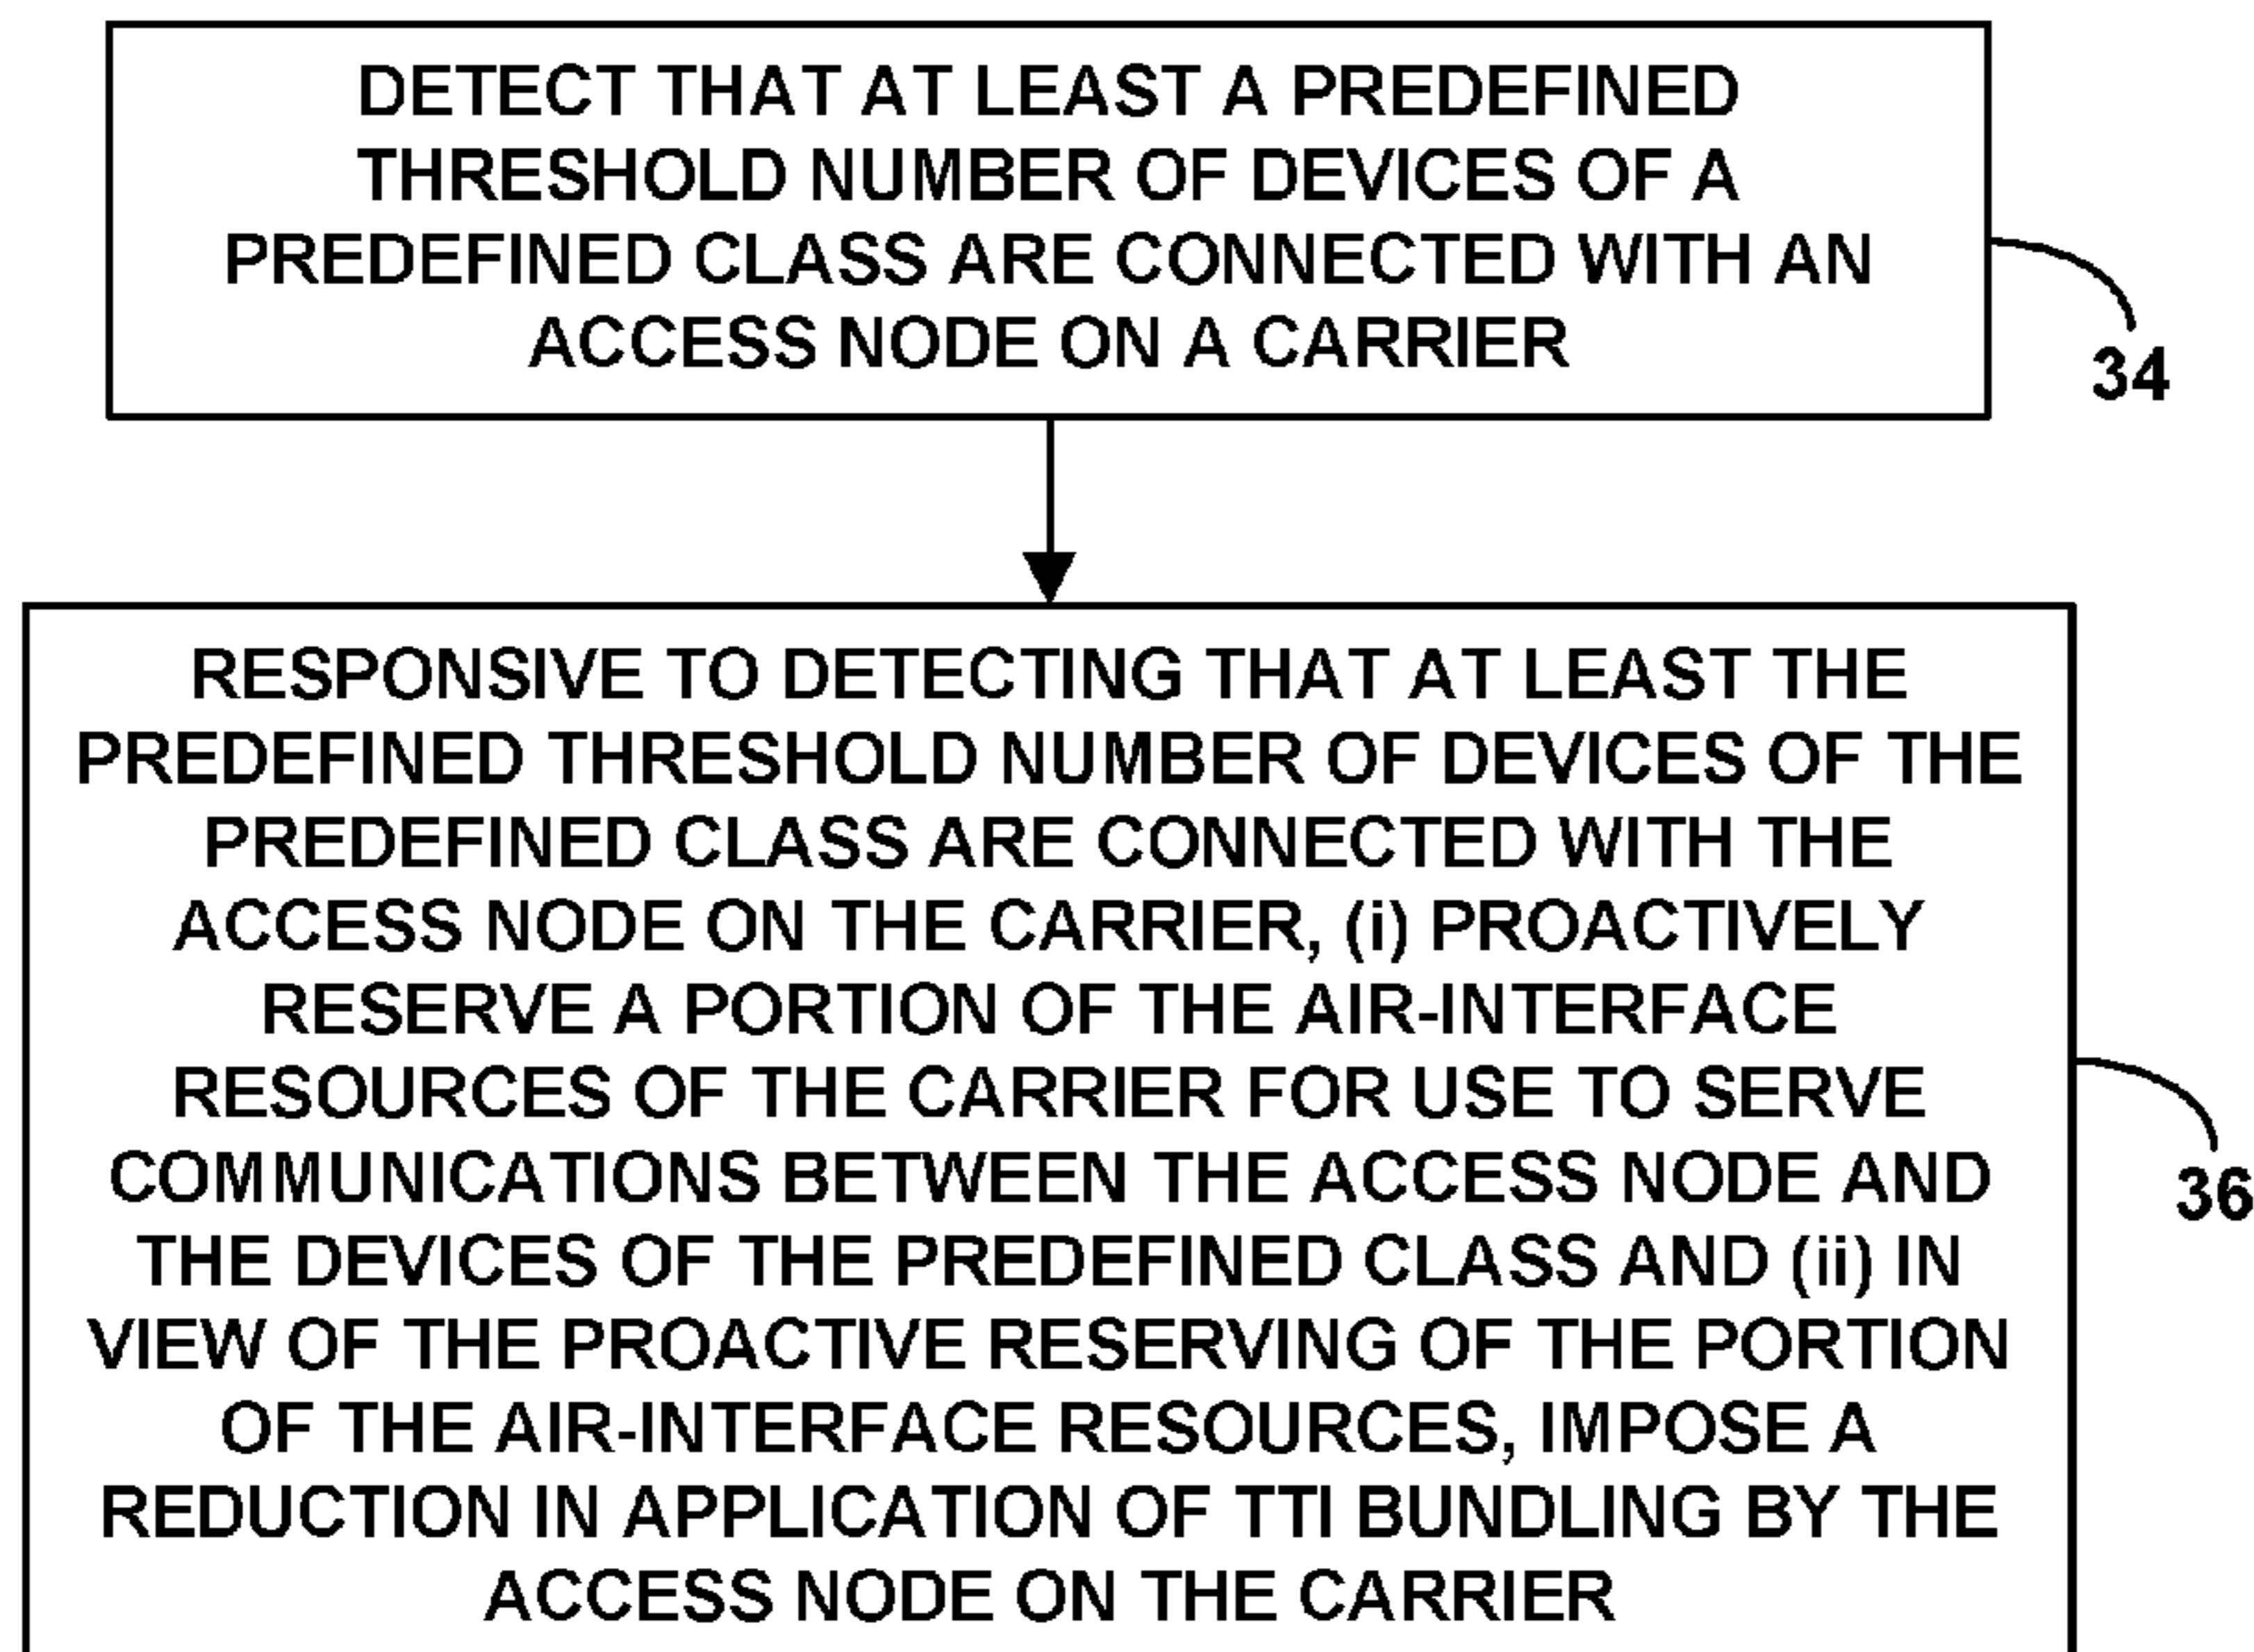 DETECT THAT AT LEAST A PREDEFINED
THRESHOLD NUMBER OF DEVICES OF A
PREDEFINED CLASS ARE CONNECTED WITH AN
ACCESS NODE ON A CARRIER
34
RESPONSIVE TO DETECTING THAT AT LEAST THE
PREDEFINED THRESHOLD NUMBER OF DEVICES OF THE
PREDEFINED CLASS ARE CONNECTED WITH THE
ACCESS NODE ON THE CARRIER, (i) PROACTIVELY
RESERVE A PORTION OF THE AIR-INTERFACE
RESOURCES OF THE CARRIER FOR USE TO SERVE
COMMUNICATIONS BETWEEN THE ACCESS NODE AND
THE DEVICES OF THE PREDEFINED CLASS AND (ii) IN
VIEW OF THE PROACTIVE RESERVING OF THE PORTION
OF THE AIR-INTERFACE RESOURCES, IMPOSE A
REDUCTION IN APPLICATION OF TTI BUNDLING BY THE
ACCESS NODE ON THE CARRIER
36